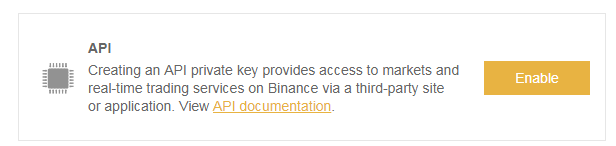 API
Creating an API private key provides access to markets and
real-time trading services on Binance via a third-party site
or application. View API documentation.
Enable